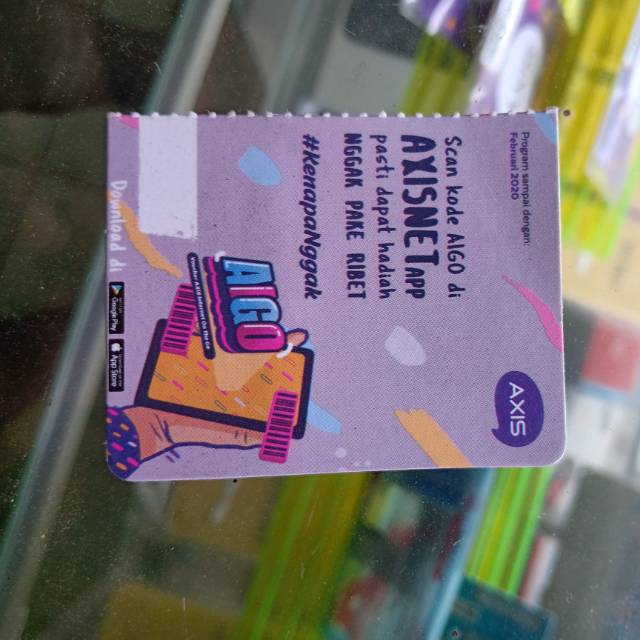 Program sampai dengan:
Februari 2020
AXIS
Scan kode AIGO di
AXISNET APP
pasti dapat hadiah
NGGAK PAKE RIBET
#KenapaNggak
AIGO
Download di
Google Play
App Store